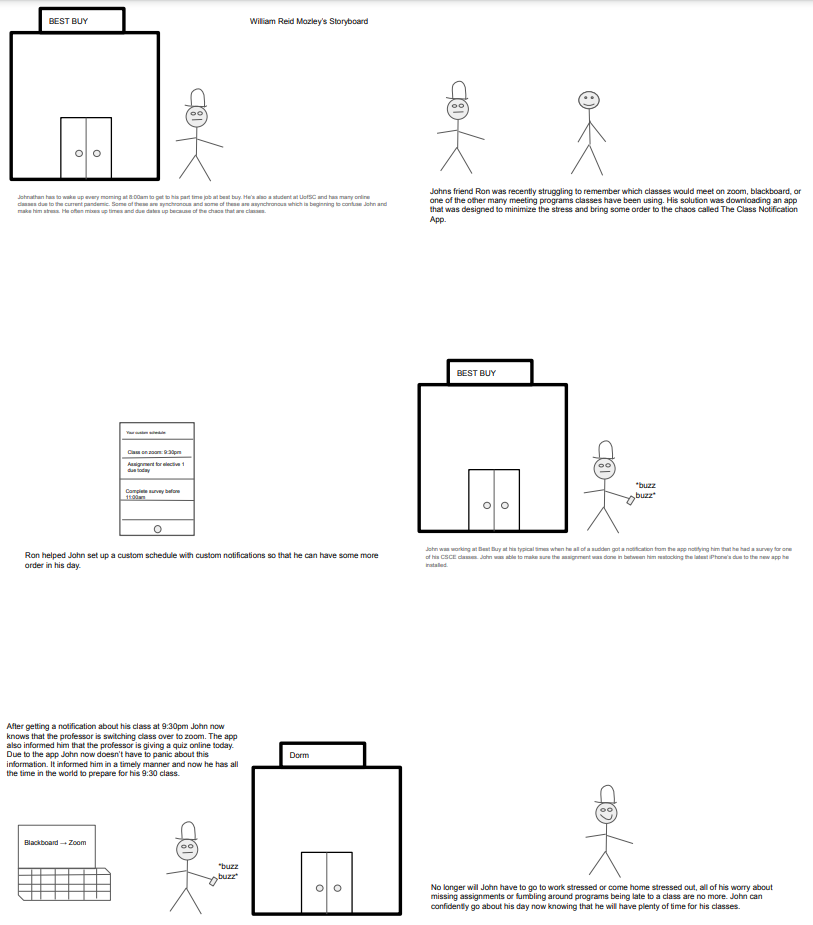 BEST BUY
William Reid Mozley's Storyboard
Johnathan has to wake up every morning at 8:00am to get to his part time job at best buy. He's also a student at UofSC and has many online
classes due to the current pandemic. Some of these are synchronous and some of these are asynchronous which is beginning to confuse John and
make him stress. He often mixes up times and due dates up because of the chaos that are classes.
Johns friend Ron was recently struggling to remember which classes would meet on zoom, blackboard, or
one of the other many meeting programs classes have been using. His solution was downloading an app
that was designed to minimize the stress and bring some order to the chaos called The Class Notification
App.
Your custom schedule
Class on zoom: 9:30pm
Assignment for elective 1
due today
Complete survey before
11:00am
Ron helped John set up a custom schedule with custom notifications so that he can have some more
order in his day.
BEST BUY
*buzz
buzz*
John was working at Best Buy at his typical times when he all of a sudden got a notification from the app notifying him that he had a survey for one
of his CSCE classes. John was able to make sure the assignment was done in between him restocking the latest iPhone's due to the new app he
installed.
After getting a notification about his class at 9:30pm John now
knows that the professor is switching class over to zoom. The app
also informed him that the professor is giving a quiz online today.
Due to the app John now doesn't have to panic about this
information. It informed him in a timely manner and now he has all
the time in the world to prepare for his 9:30 class.
Blackboard → Zoom
*buzz
buzz*
Dorm
No longer will John have to go to work stressed or come home stressed out, all of his worry about
missing assignments or fumbling around programs being late to a class are no more. John can
confidently go about his day now knowing that he will have plenty of time for his classes.